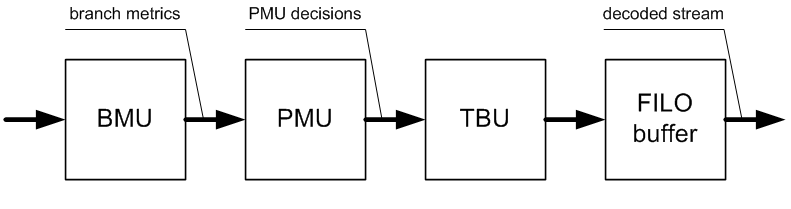 branch metrics
PMU decisions
decoded stream
BMU
PMU
TBU
FILO
buffer